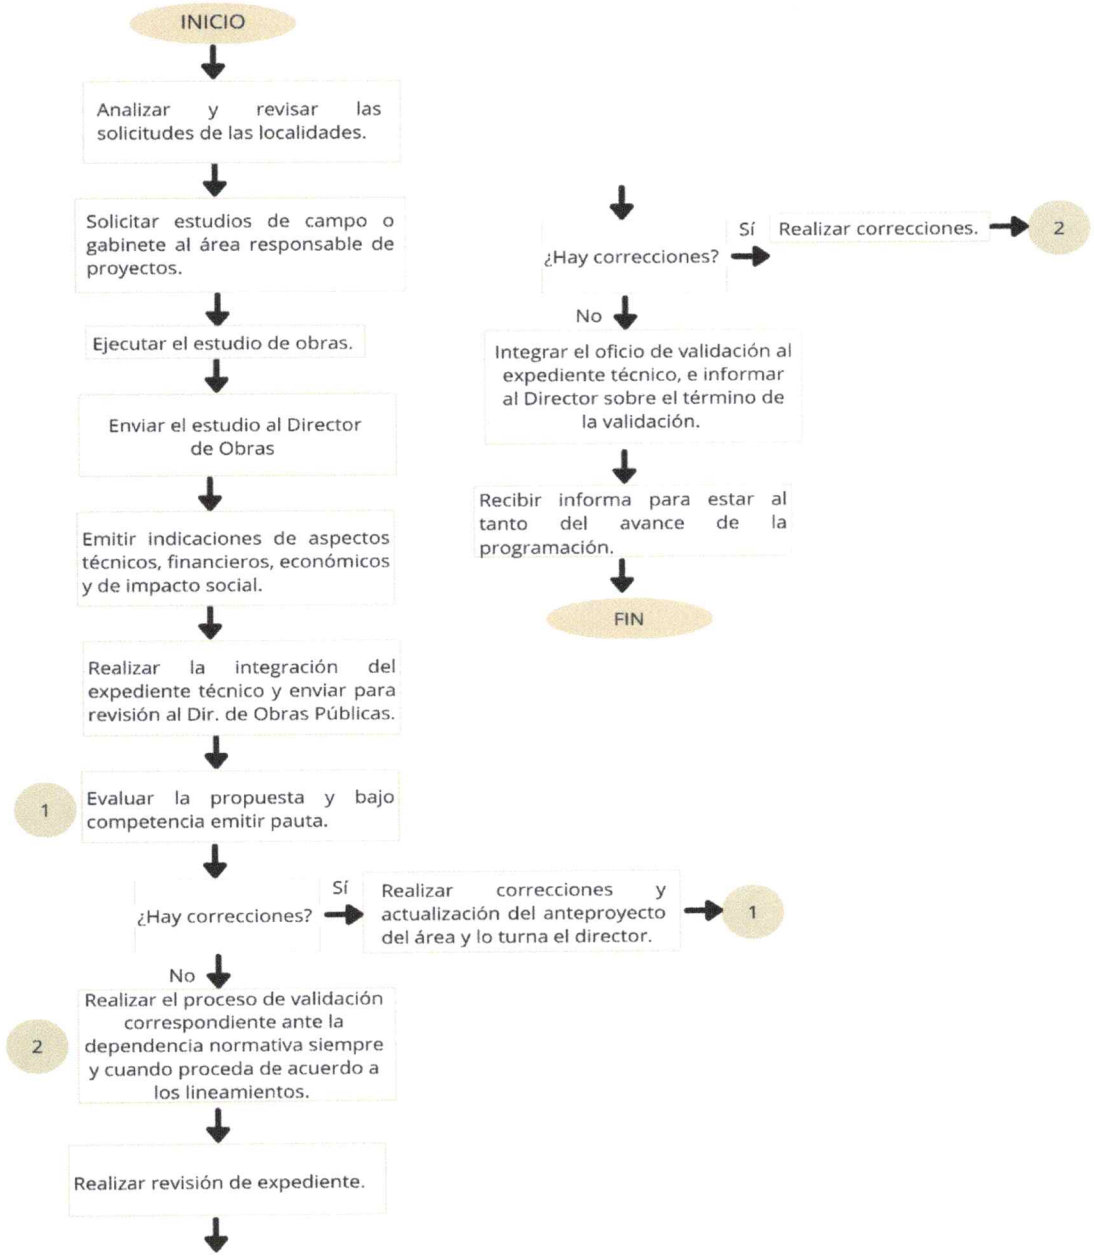 INICIO
Analizar y revisar las
solicitudes de las localidades.
Solicitar estudios de campo o
gabinete al área responsable de
proyectos.
Ejecutar el estudio de obras.
Enviar el estudio al Director
de Obras
Emitir indicaciones de aspectos
técnicos, financieros, económicos
y de impacto social.
Realizar la integración del
expediente técnico y enviar para
revisión al Dir. de Obras Públicas.
1
Evaluar la propuesta y bajo
competencia emitir pauta.
¿Hay correcciones?
Sí
Realizar correcciones y
actualización del anteproyecto
del área y lo turna el director.
1
No
2
Realizar el proceso de validación
correspondiente ante la
dependencia normativa siempre
y cuando proceda de acuerdo a
los lineamientos.
Realizar revisión de expediente.
¿Hay correcciones?
Sí
Realizar correcciones.
2
No
Integrar el oficio de validación al
expediente técnico, e informar
al Director sobre el término de
la validación.
Recibir informa para estar al
tanto del avance de la
programación.
FIN